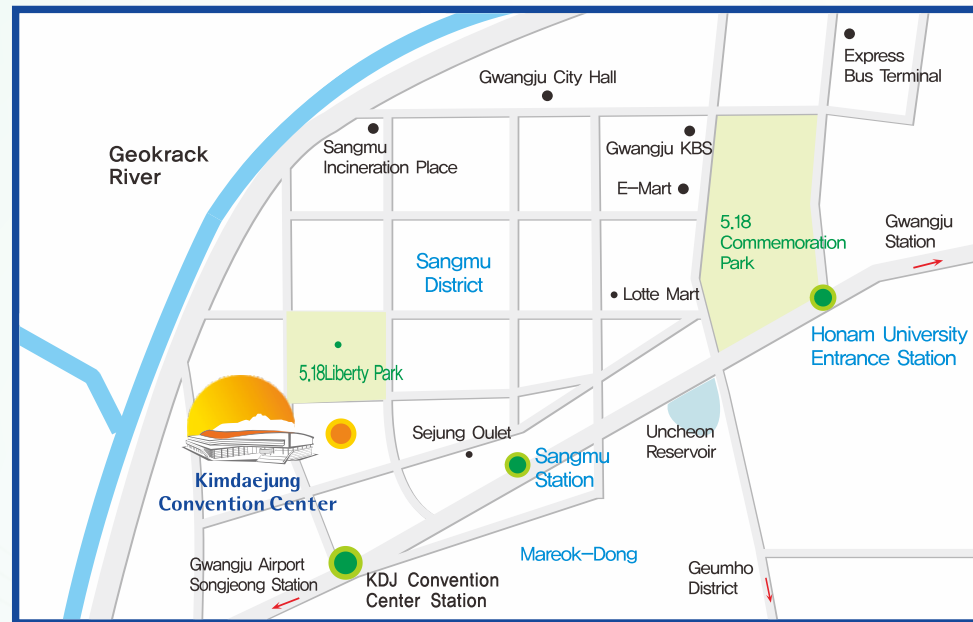 Express
Bus Terminal
Gwangju City Hall
Sangmu
Incineration Place
Gwangju KBS
Geokrack
River
E-Mart
5.18
Commemoration
Park
Gwangju
Station
Sangmu
District
Lotte Mart
Honam University
Entrance Station
5.18Liberty Park
Sejung Oulet
Uncheon
Reservoir
Sangmu
Station
Kimdaejung
Convention Center
Mareok-Dong
Gwangju Airport
Songjeong Station
KDJ Convention
Center Station
Geumho
District